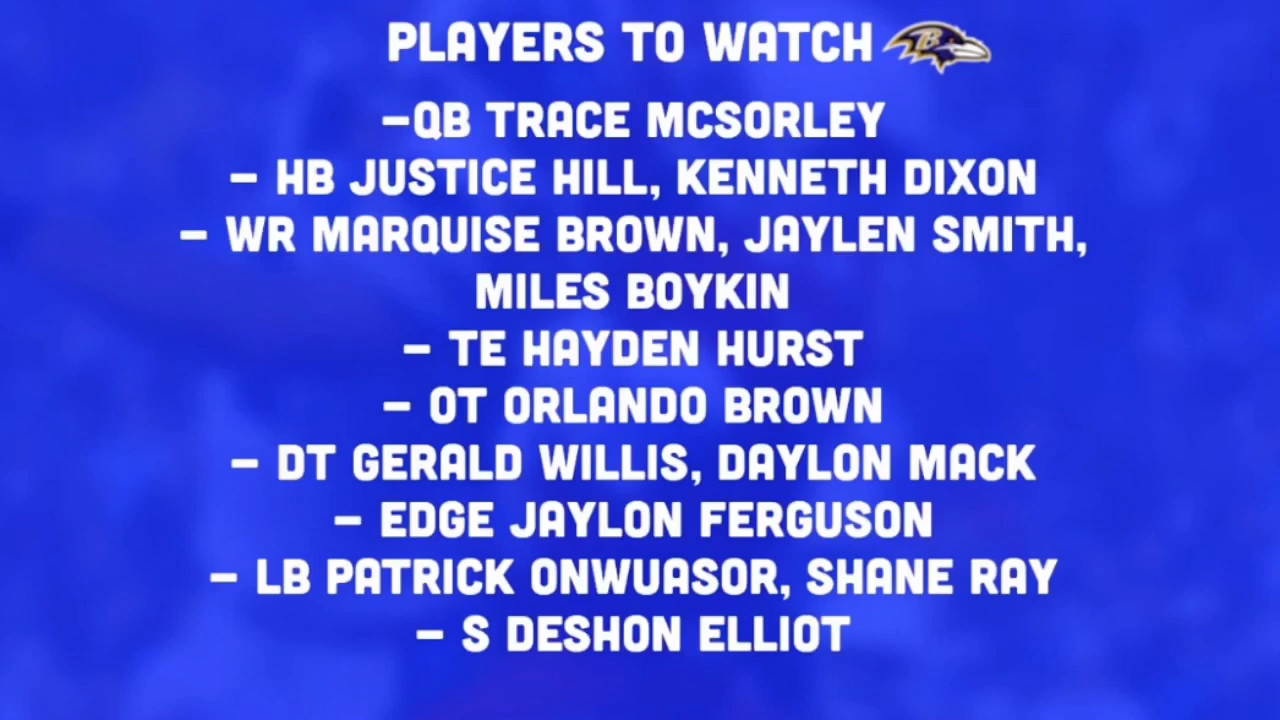 PLAYERS TO WATCH
-QB TRACE MCSORLEY
- HB JUSTICE HILL, KENNETH DIXON
- WR MARQUISE BROWN, JAYLEN SMITH,
MILES BOYKIN
- TE HAYDEN HURST
- OT ORLANDO BROWN
- DT GERALD WILLIS, DAYLON MACK
- EDGE JAYLON FERGUSON
- LB PATRICK ONWUASOR, SHANE RAY
- S DESHON ELLIOT